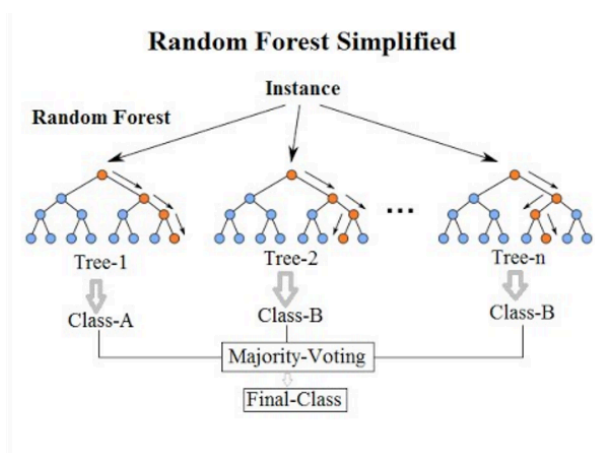 Random Forest Simplified
Instance
Random Forest
...
Tree-1 Tree-2 Tree-n
Class-A Class-B Class-B
Majority-Voting
Final-Class